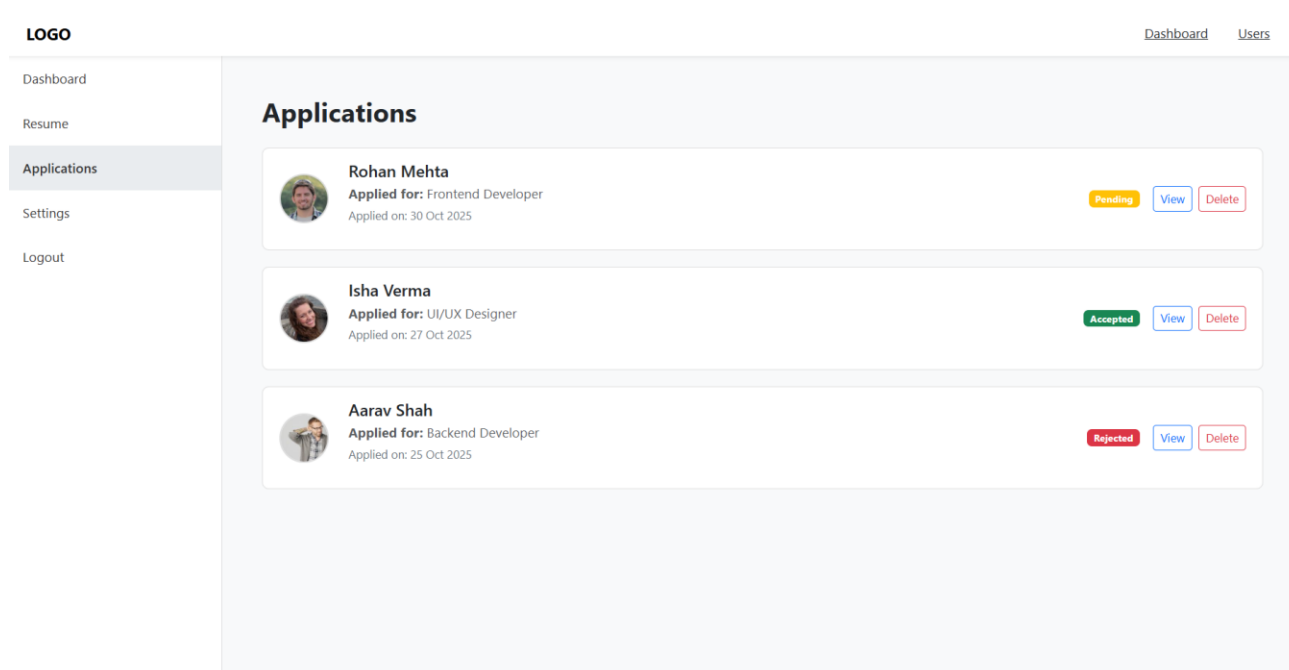 LOGO
Dashboard Users
Dashboard
Resume
Applications
Settings
Logout
Applications
Rohan Mehta
Applied for: Frontend Developer
Applied on: 30 Oct 2025
Pending View Delete
Isha Verma
Applied for: UI/UX Designer
Applied on: 27 Oct 2025
Accepted View Delete
Aarav Shah
Applied for: Backend Developer
Applied on: 25 Oct 2025
Rejected View Delete